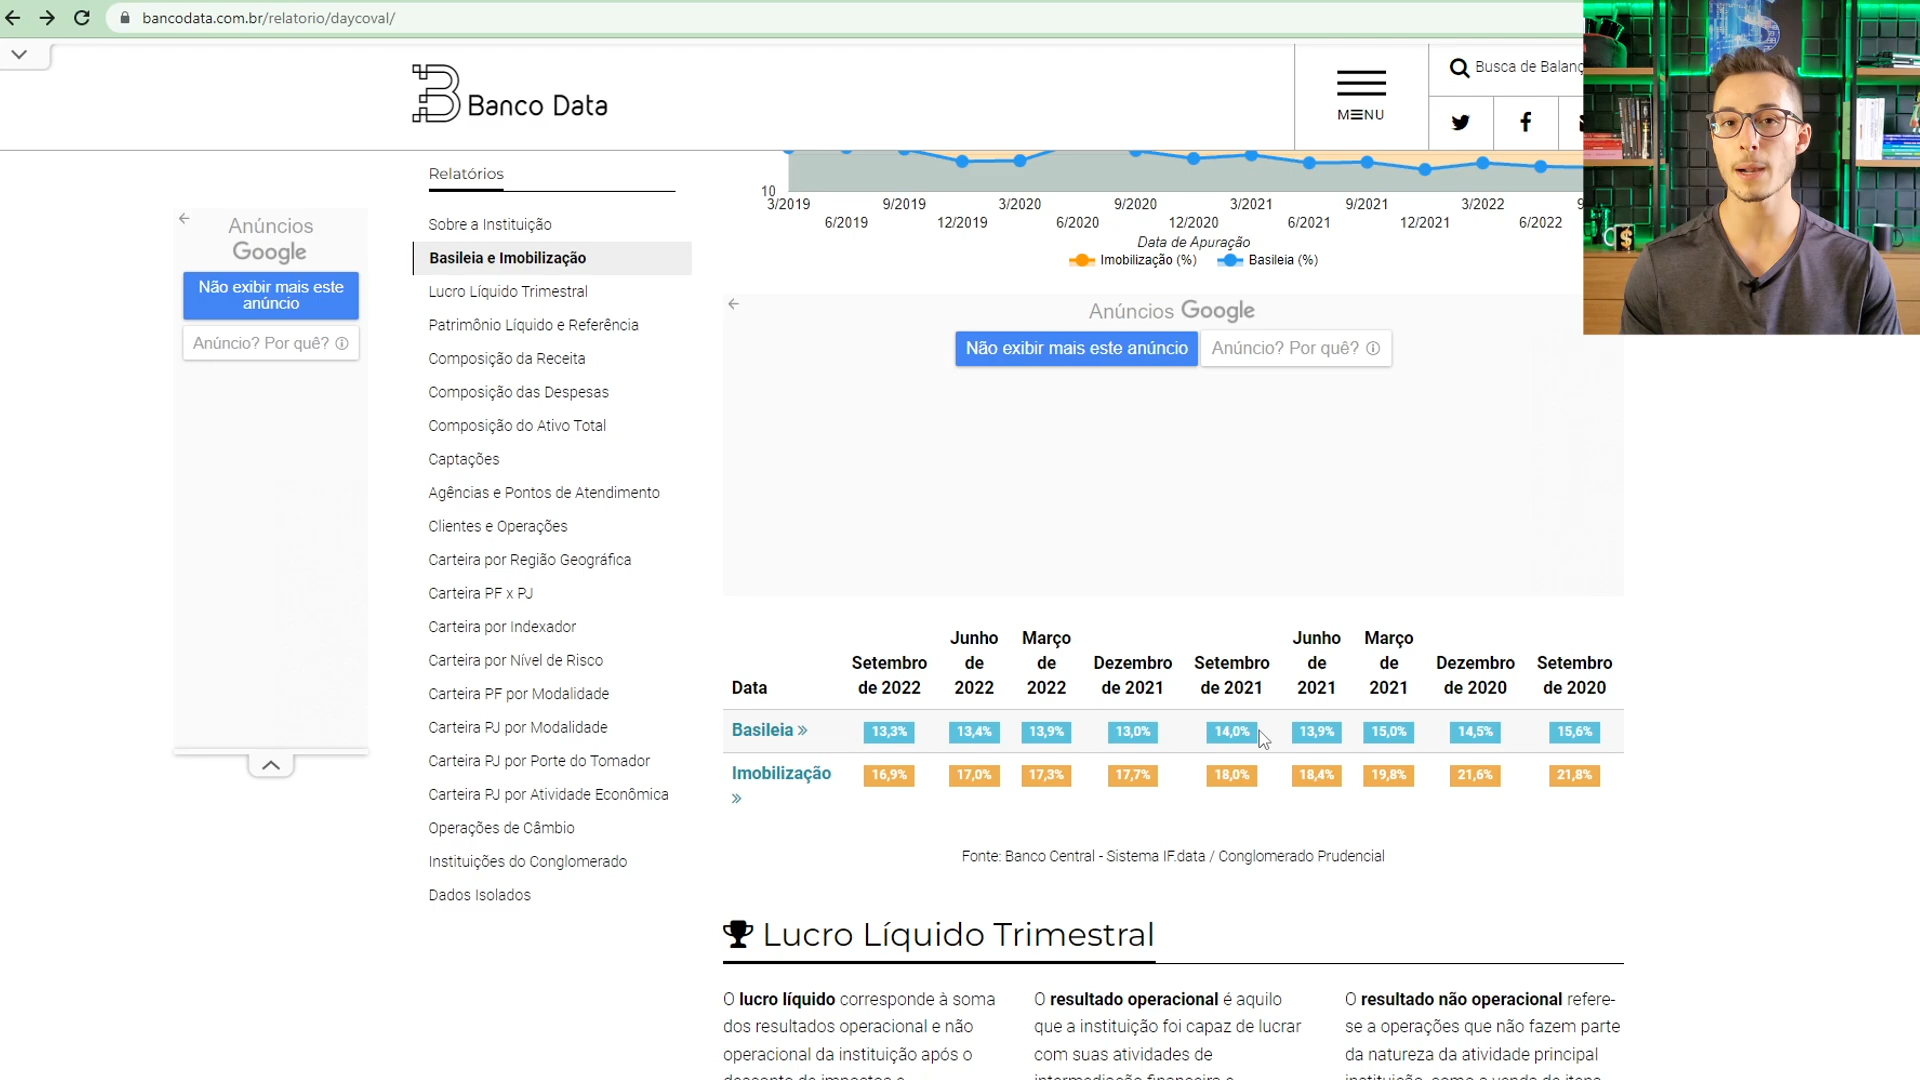 bancodata.com.br/relatorio/daycoval/
Banco Data
MENU
Busca de Balanç
Relatórios
Sobre a Instituição
Basileia e Imobilização
Lucro Líquido Trimestral
Patrimônio Líquido e Referência
Composição da Receita
Composição das Despesas
Composição do Ativo Total
Captações
Agências e Pontos de Atendimento
Clientes e Operações
Carteira por Região Geográfica
Carteira PF x PJ
Carteira por Indexador
Carteira por Nível de Risco
Carteira PF por Modalidade
Carteira PJ por Modalidade
Carteira PJ por Porte do Tomador
Carteira PJ por Atividade Econômica
Operações de Câmbio
Instituições do Conglomerado
Dados Isolados
Anúncios
Google
Não exibir mais este
anúncio
Anúncio? Por quê?
10
3/2019 9/2019 3/2020 9/2020 3/2021 9/2021 3/2022 9
6/2019 12/2019 6/2020 12/2020 6/2021 12/2021 6/2022
Data de Apuração
Imobilização (%) Basileia (%)
Anúncios Google
Não exibir mais este anúncio Anúncio? Por quê?
Junho Março Junho Março
Setembro de de Dezembro Setembro de de Dezembro Setembro
Data de 2022 2022 2022 de 2021 de 2021 2021 2021 de 2020 de 2020
Basileia » 13,3% 13,4% 13,9% 13,0% 14,0% 13,9% 15,0% 14,5% 15,6%
Imobilização 16,9% 17,0% 17,3% 17,7% 18,0% 18,4% 19,8% 21,6% 21,8%
»
Fonte: Banco Central - Sistema IF.data / Conglomerado Prudencial
Lucro Líquido Trimestral
O lucro líquido corresponde à soma
dos resultados operacional e não
operacional da instituição após o
desconto de impostos e
O resultado operacional é aquilo
que a instituição foi capaz de lucrar
com suas atividades de
intermediação financeira e
O resultado não operacional refere-
se a operações que não fazem parte
da natureza da atividade principal
instituição, como a venda de itens